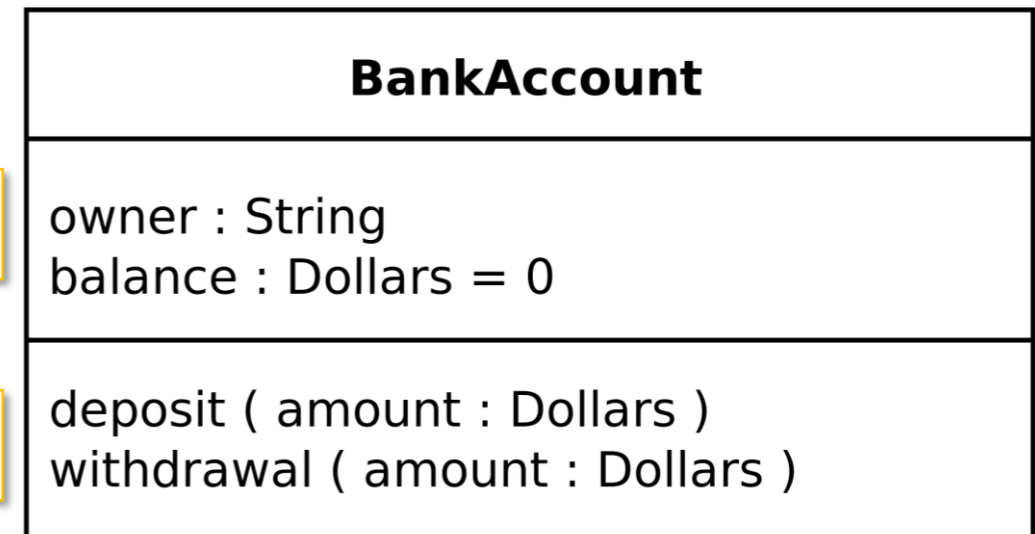 BankAccount
owner : String
balance : Dollars = 0
deposit ( amount : Dollars )
withdrawal ( amount : Dollars )